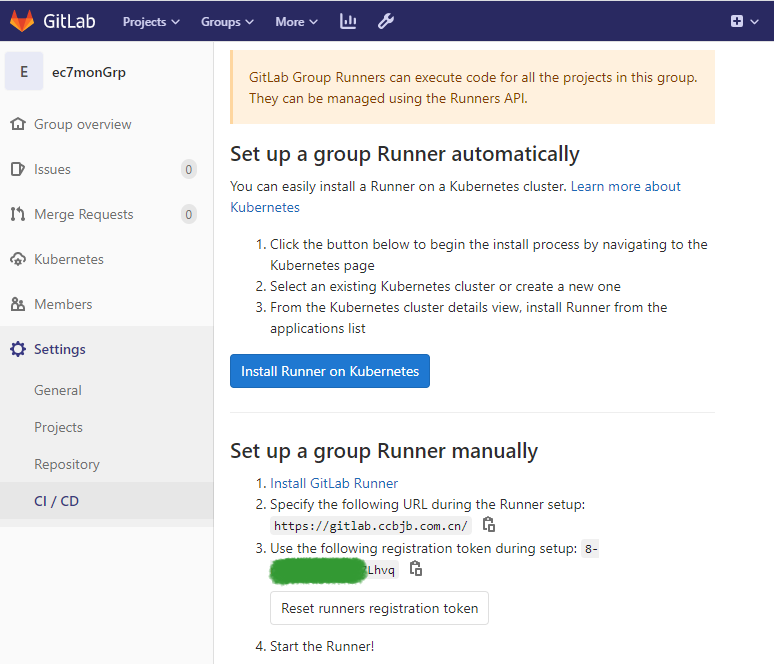 GitLab
Projects
Groups
More
E
ec7monGrp
Group overview
Issues
0
Merge Requests
0
Kubernetes
Members
Settings
General
Projects
Repository
CI / CD
GitLab Group Runners can execute code for all the projects in this group.
They can be managed using the Runners API.
Set up a group Runner automatically
You can easily install a Runner on a Kubernetes cluster. Learn more about
Kubernetes
1. Click the button below to begin the install process by navigating to the
Kubernetes page
2. Select an existing Kubernetes cluster or create a new one
3. From the Kubernetes cluster details view, install Runner from the
applications list
Install Runner on Kubernetes
Set up a group Runner manually
1. Install GitLab Runner
2. Specify the following URL during the Runner setup:
https://gitlab.ccbjb.com.cn/
3. Use the following registration token during setup: 8-
Lhvq
Reset runners registration token
4. Start the Runner!